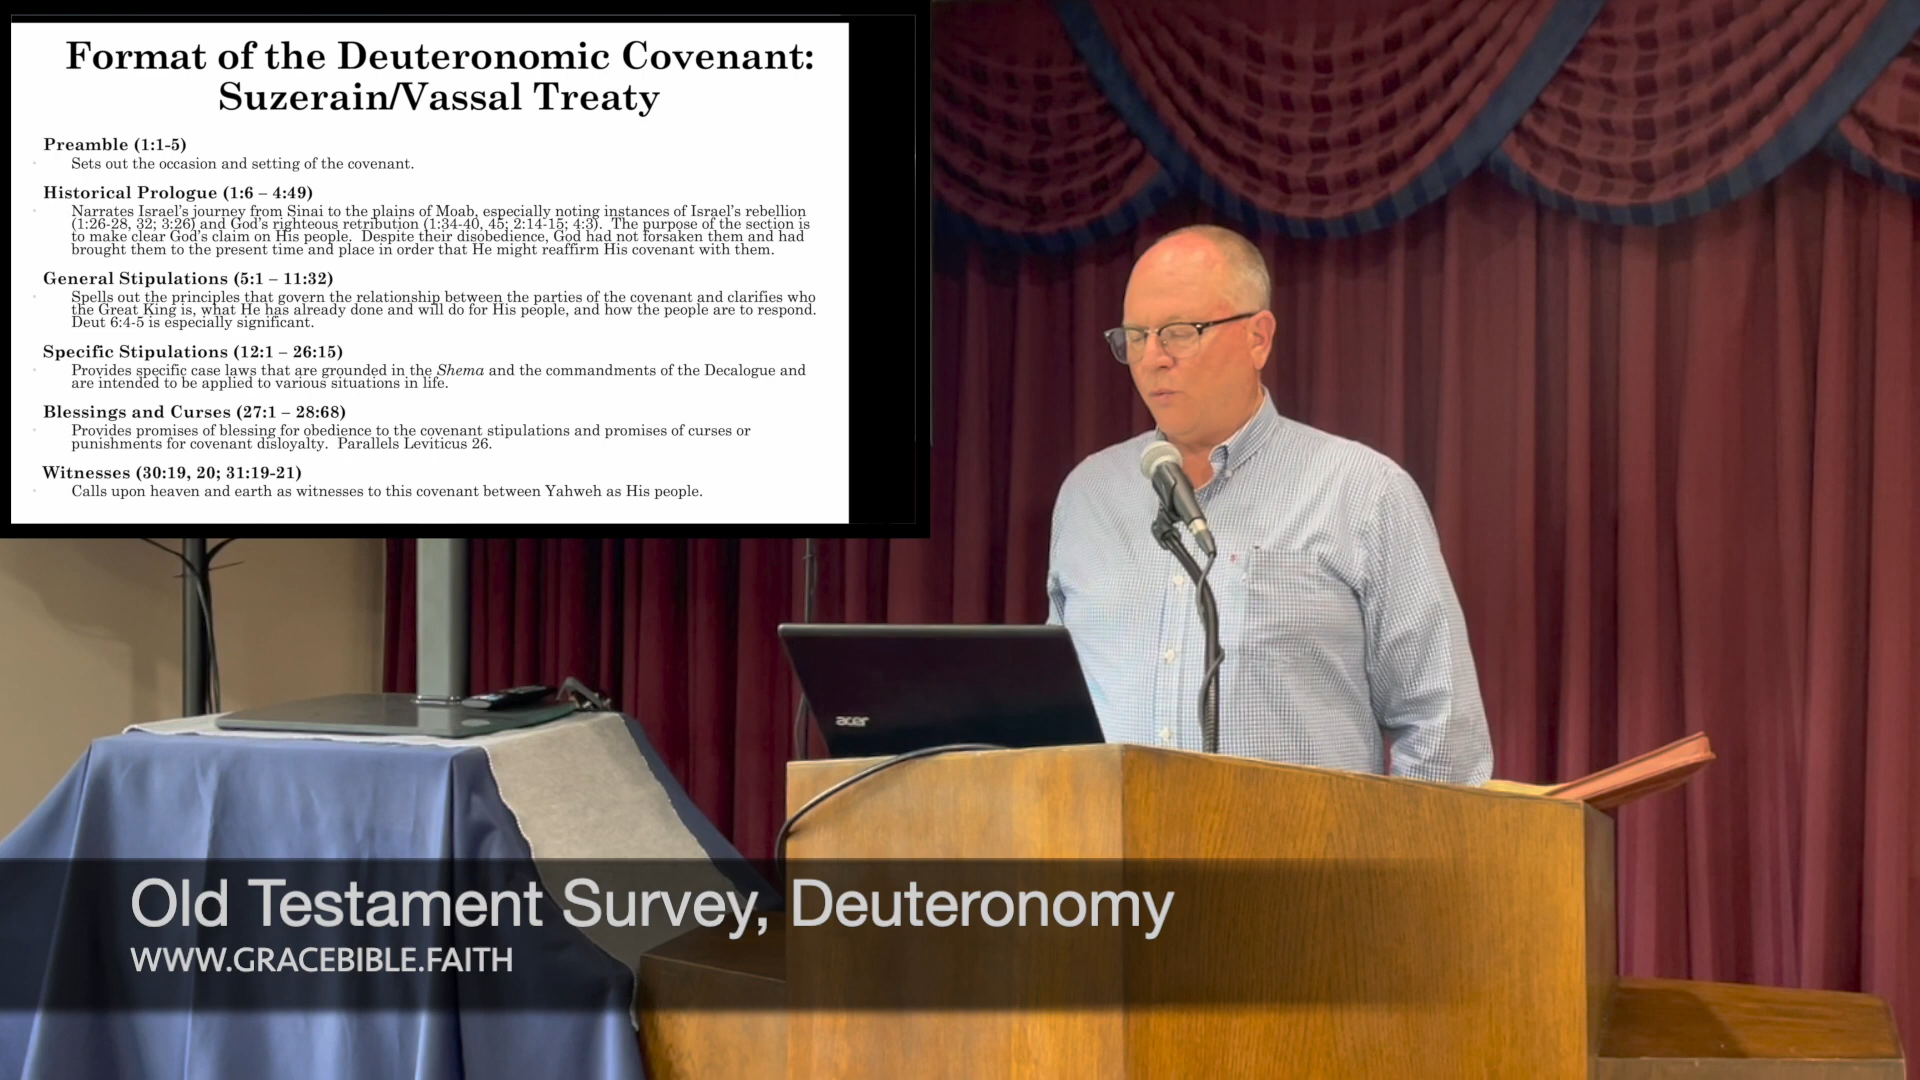 Format of the Deuteronomic Covenant:
Suzerain/Vassal Treaty
Preamble (1:1-5)
Sets out the occasion and setting of the covenant.
Historical Prologue (1:6 – 4:49)
Narrates Israel's journey from Sinai to the plains of Moab, especially noting instances of Israel's rebellion
(1:26-28, 32; 3:26) and God's righteous retribution (1:34-40, 45; 2:14-15; 4:3). The purpose of the section is
to make clear God's claim on His people. Despite their disobedience, God had not forsaken them and had
brought them to the present time and place in order that He might reaffirm His covenant with them.
General Stipulations (5:1 – 11:32)
Spells out the principles that govern the relationship between the parties of the covenant and clarifies who
the Great King is, what He has already done and will do for His people, and how the people are to respond.
Deut 6:4-5 is especially significant.
Specific Stipulations (12:1 – 26:15)
Provides specific case laws that are grounded in the Shema and the commandments of the Decalogue and
are intended to be applied to various situations in life.
Blessings and Curses (27:1 – 28:68)
Provides promises of blessing for obedience to the covenant stipulations and promises of curses or
punishments for covenant disloyalty. Parallels Leviticus 26.
Witnesses (30:19, 20; 31:19-21)
Calls upon heaven and earth as witnesses to this covenant between Yahweh as His people.
acer
Old Testament Survey, Deuteronomy
WWW.GRACEBIBLE.FAITH